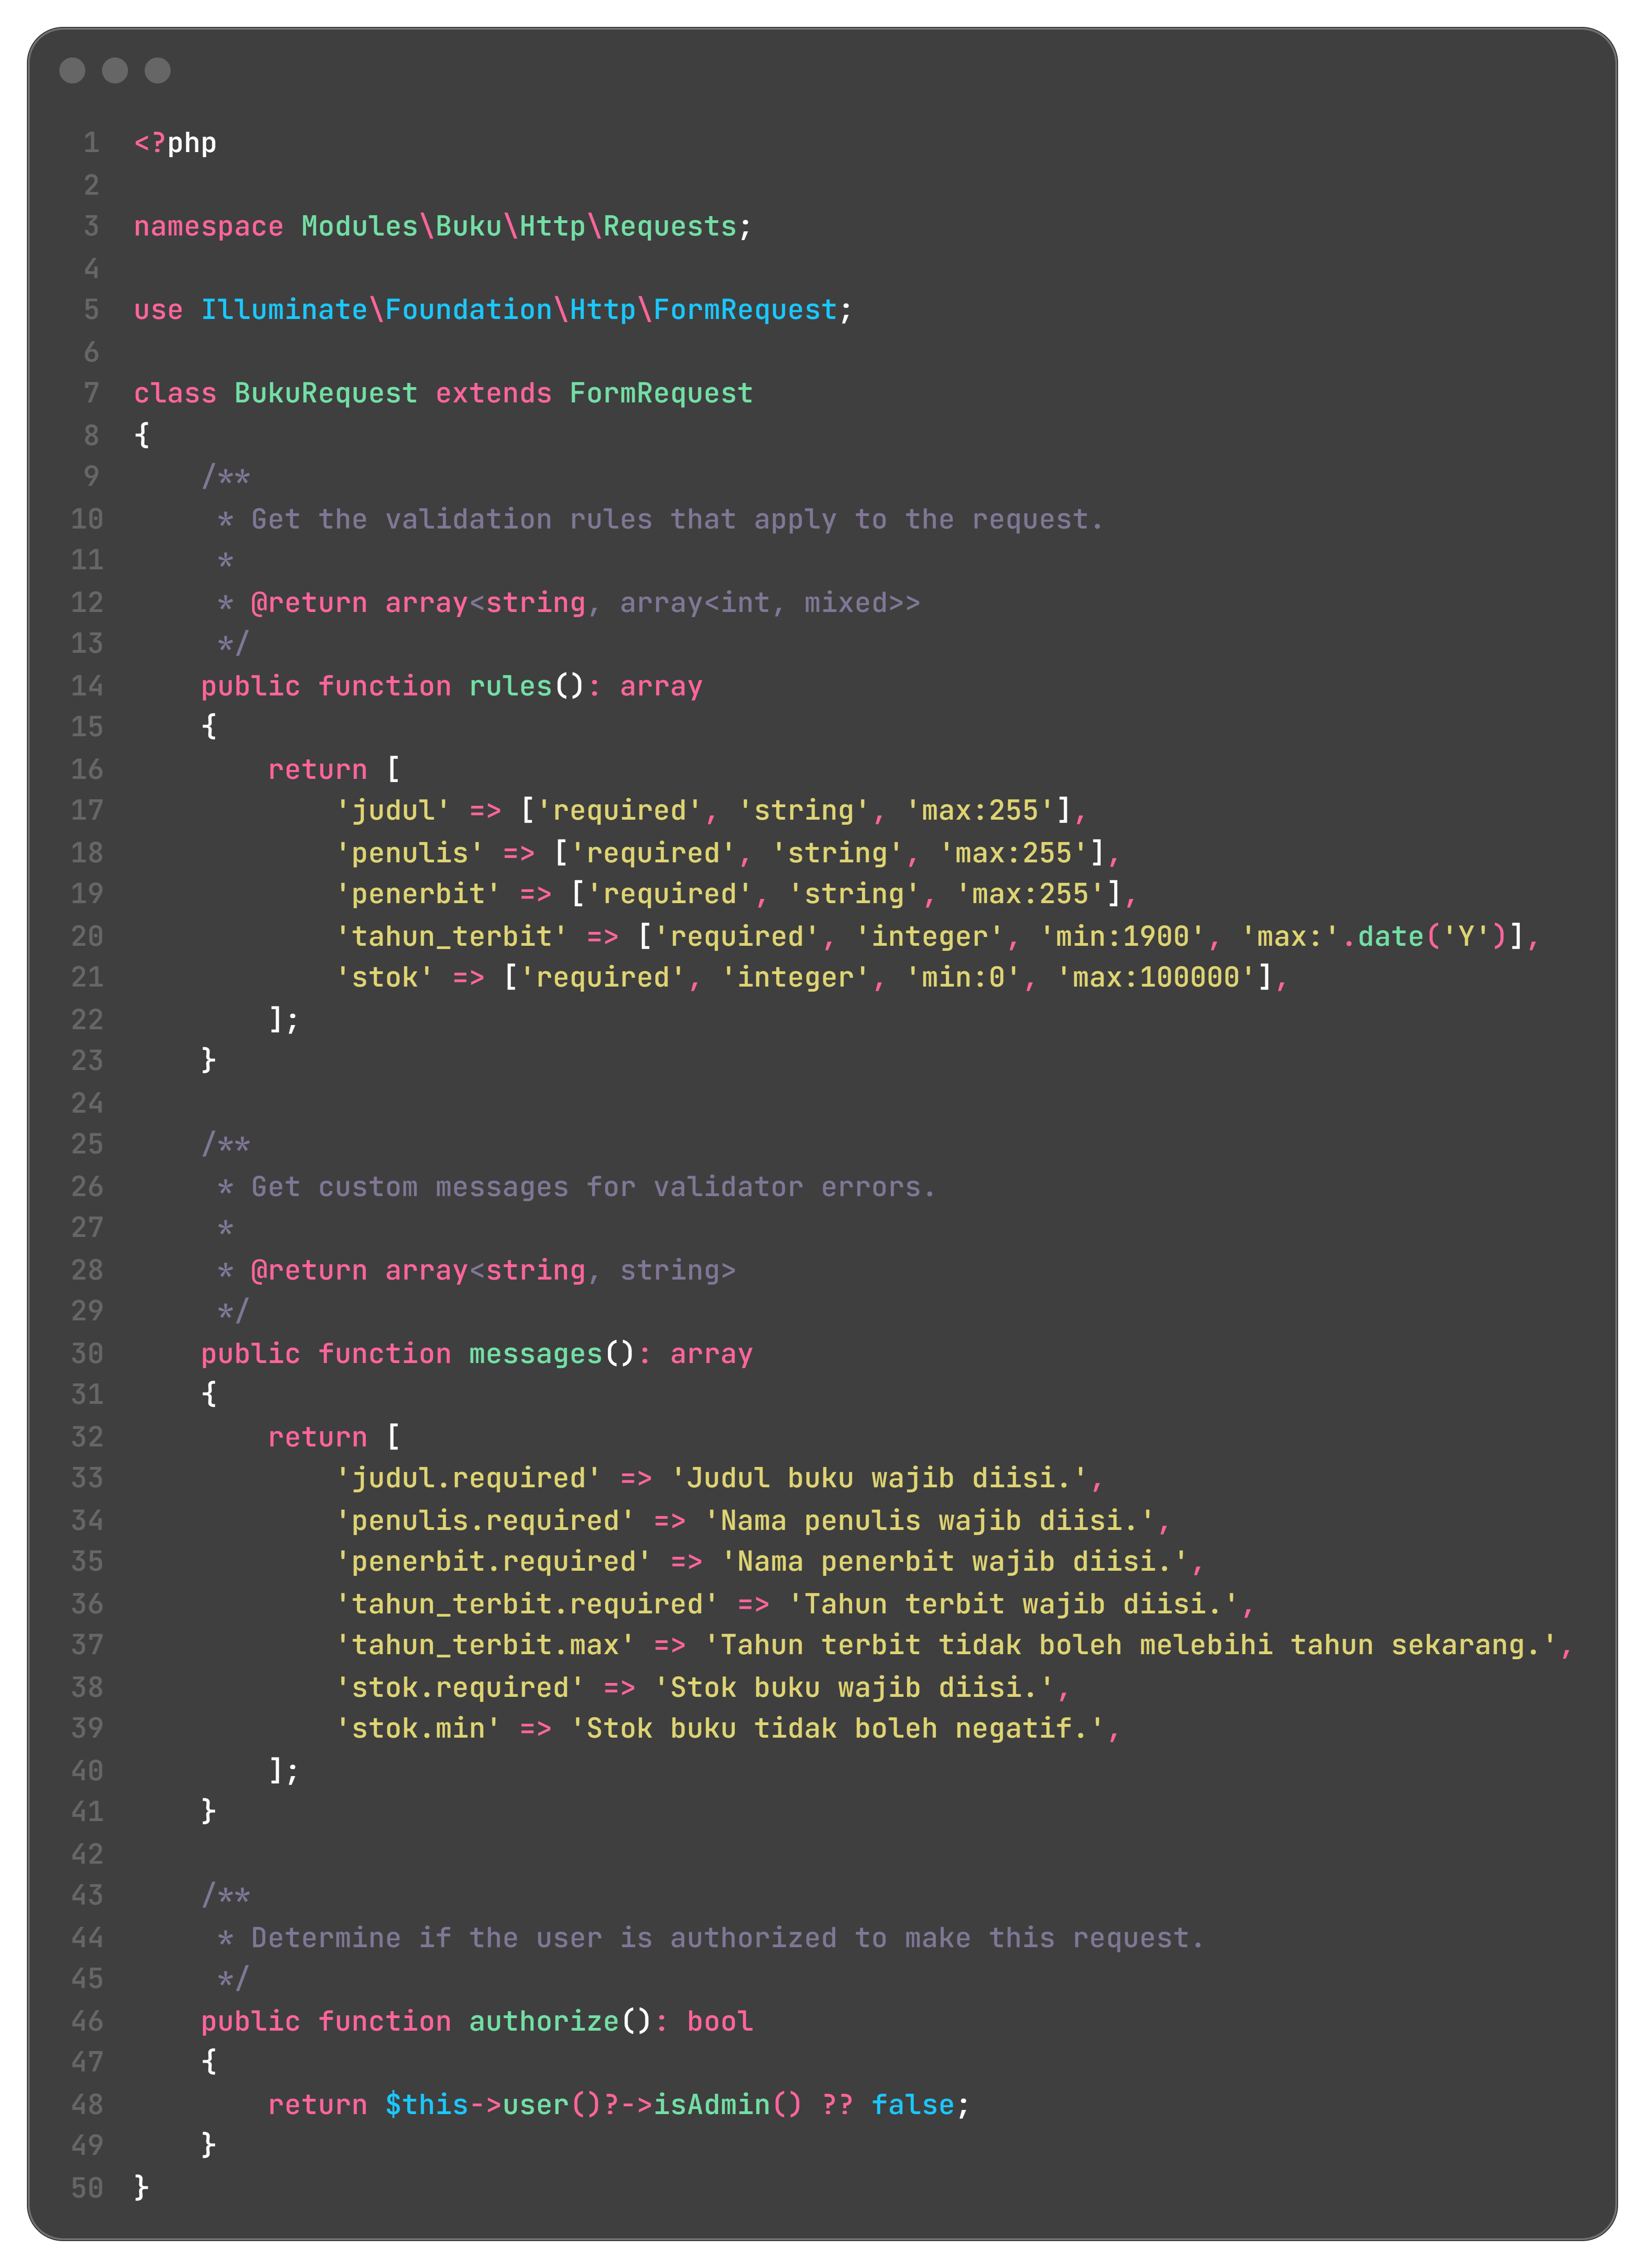 1 <?php
2
3 namespace Modules\Buku\Http\Requests;
4
5 use Illuminate\Foundation\Http\FormRequest;
6
7 class BukuRequest extends FormRequest
8 {
9     /**
10      * Get the validation rules that apply to the request.
11      *
12      * @return array<string, array<int, mixed>>
13      */
14     public function rules(): array
15     {
16         return [
17             'judul' => ['required', 'string', 'max:255'],
18             'penulis' => ['required', 'string', 'max:255'],
19             'penerbit' => ['required', 'string', 'max:255'],
20             'tahun_terbit' => ['required', 'integer', 'min:1900', 'max:'.date('Y')],
21             'stok' => ['required', 'integer', 'min:0', 'max:100000'],
22         ];
23     }
24
25     /**
26      * Get custom messages for validator errors.
27      *
28      * @return array<string, string>
29      */
30     public function messages(): array
31     {
32         return [
33             'judul.required' => 'Judul buku wajib diisi.',
34             'penulis.required' => 'Nama penulis wajib diisi.',
35             'penerbit.required' => 'Nama penerbit wajib diisi.',
36             'tahun_terbit.required' => 'Tahun terbit wajib diisi.',
37             'tahun_terbit.max' => 'Tahun terbit tidak boleh melebihi tahun sekarang.',
38             'stok.required' => 'Stok buku wajib diisi.',
39             'stok.min' => 'Stok buku tidak boleh negatif.',
40         ];
41     }
42
43     /**
44      * Determine if the user is authorized to make this request.
45      */
46     public function authorize(): bool
47     {
48         return $this->user()?->isAdmin() ?? false;
49     }
50 }